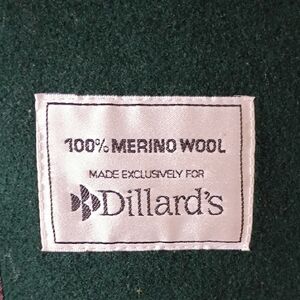 100% MERINO WOOL
MADE EXCLUSIVELY FOR
Dillard's